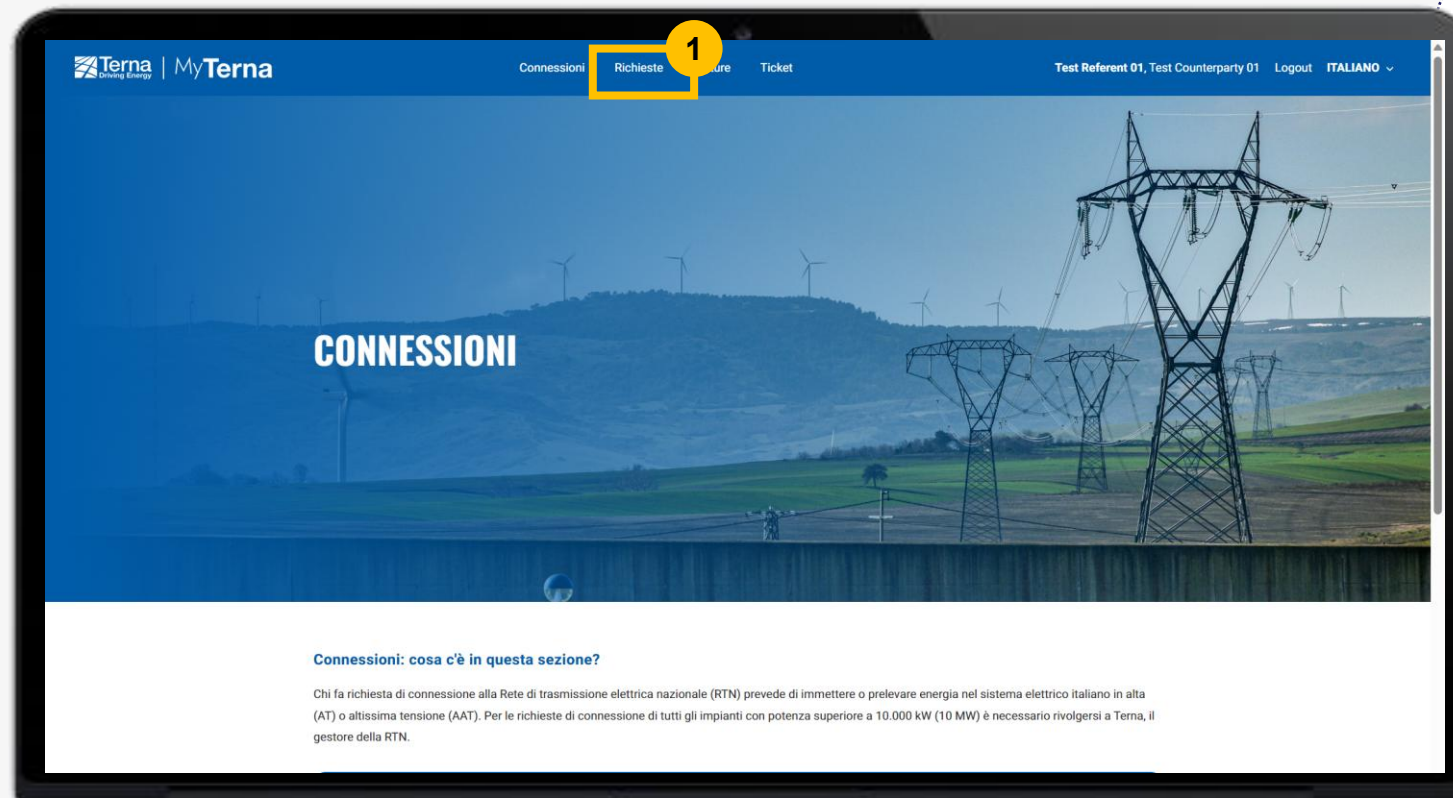 Terna
Driving Energy
MyTerna
Connessioni Richieste ure Ticket
Test Referent 01, Test Counterparty 01 Logout ITALIANO
1
CONNESSIONI
Connessioni: cosa c'è in questa sezione?
Chi fa richiesta di connessione alla Rete di trasmissione elettrica nazionale (RTN) prevede di immettere o prelevare energia nel sistema elettrico italiano in alta
(AT) o altissima tensione (AAT). Per le richieste di connessione di tutti gli impianti con potenza superiore a 10.000 kW (10 MW) è necessario rivolgersi a Terna, il
gestore della RTN.